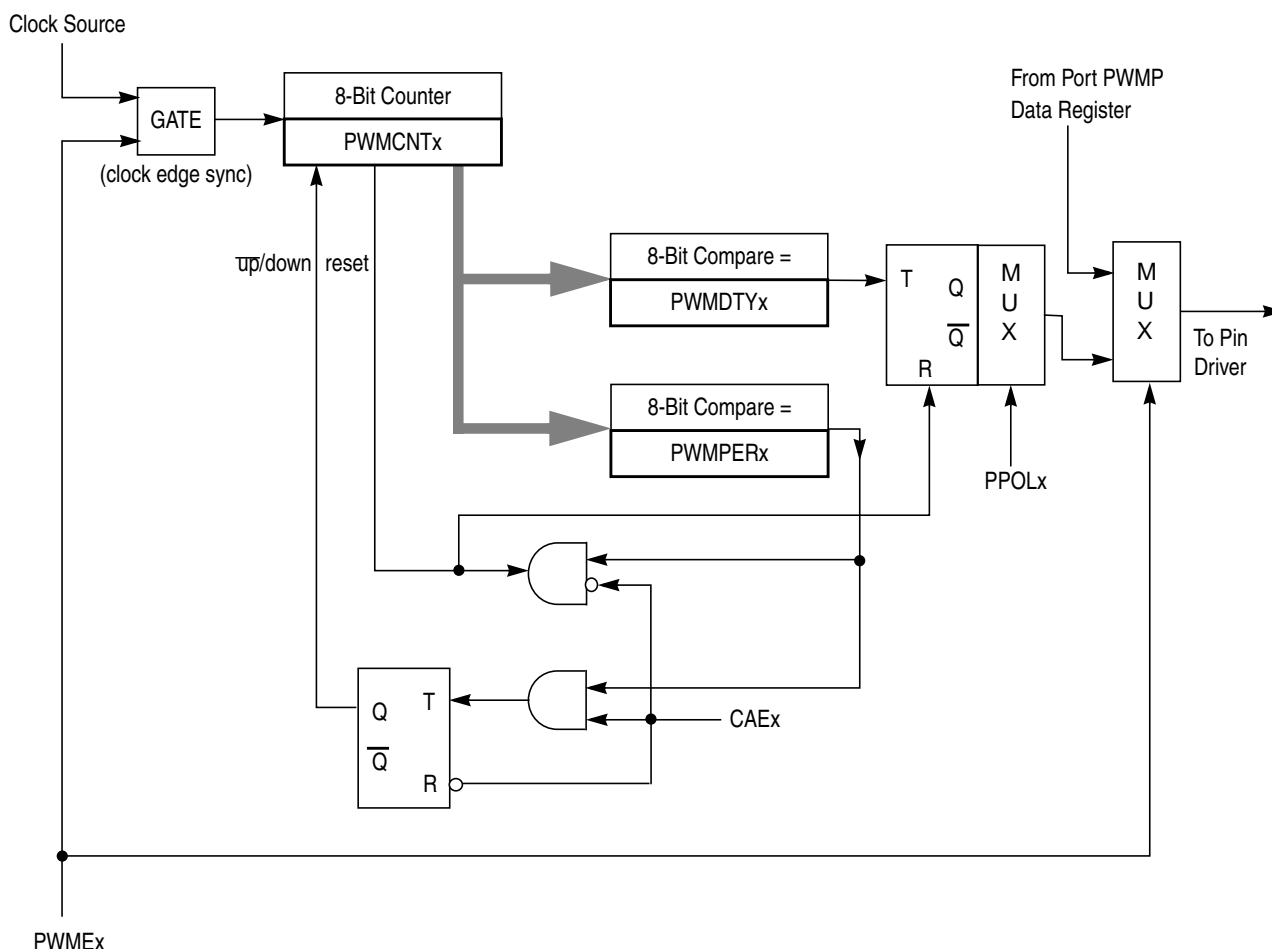 Clock Source
8-Bit Counter
PWMCNTx
GATE
(clock edge sync)
From Port PWMP
Data Register
up/down
reset
8-Bit Compare =
PWMDTYx
T
Q
Q
R
M
U
X
M
U
X
To Pin
Driver
8-Bit Compare =
PWMPERx
PPOLx
Q
T
Q
R
CAEx
PWMEx